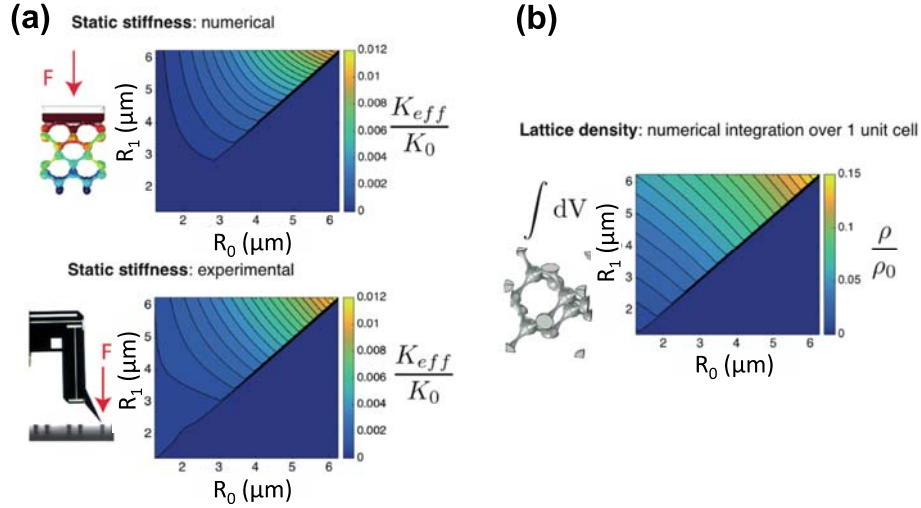 (a)
Static stiffness: numerical
F
R₁ (μm)
6
5
4
3
2
2 3 4 5 6
R₀ (μm)
0.012
0.01
0.008
0.006
0.004
0.002
0
K_eff
K₀
Static stiffness: experimental
F
R₁ (μm)
6
5
4
3
2
2 3 4 5 6
R₀ (μm)
0.012
0.01
0.008
0.006
0.004
0.002
0
K_eff
K₀
(b)
Lattice density: numerical integration over 1 unit cell
∫ dV
R₁ (μm)
6
5
4
3
2
2 3 4 5 6
R₀ (μm)
0.15
0.1
0.05
0
ρ
ρ₀